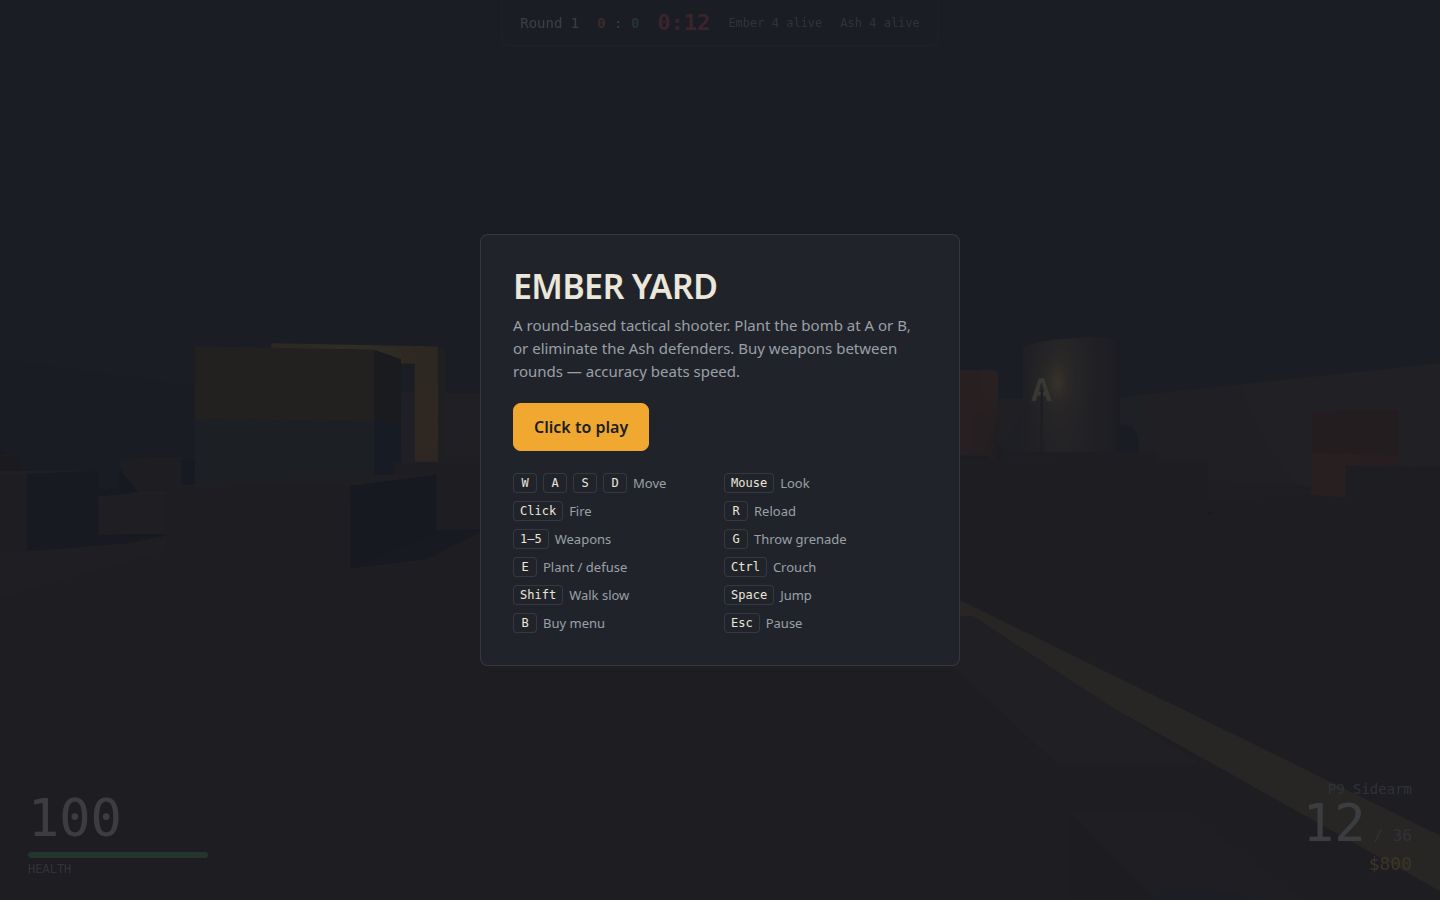 Round 1 0 : 0 0:12 Ember 4 alive Ash 4 alive
EMBER YARD
A round-based tactical shooter. Plant the bomb at A or B,
or eliminate the Ash defenders. Buy weapons between
rounds — accuracy beats speed.
A
Click to play
W A S D Move
Mouse Look
Click Fire
R Reload
1–5 Weapons
G Throw grenade
E Plant / defuse
Ctrl Crouch
Shift Walk slow
Space Jump
B Buy menu
Esc Pause
100
HEALTH
P9 Sidearm
12 / 36
$800